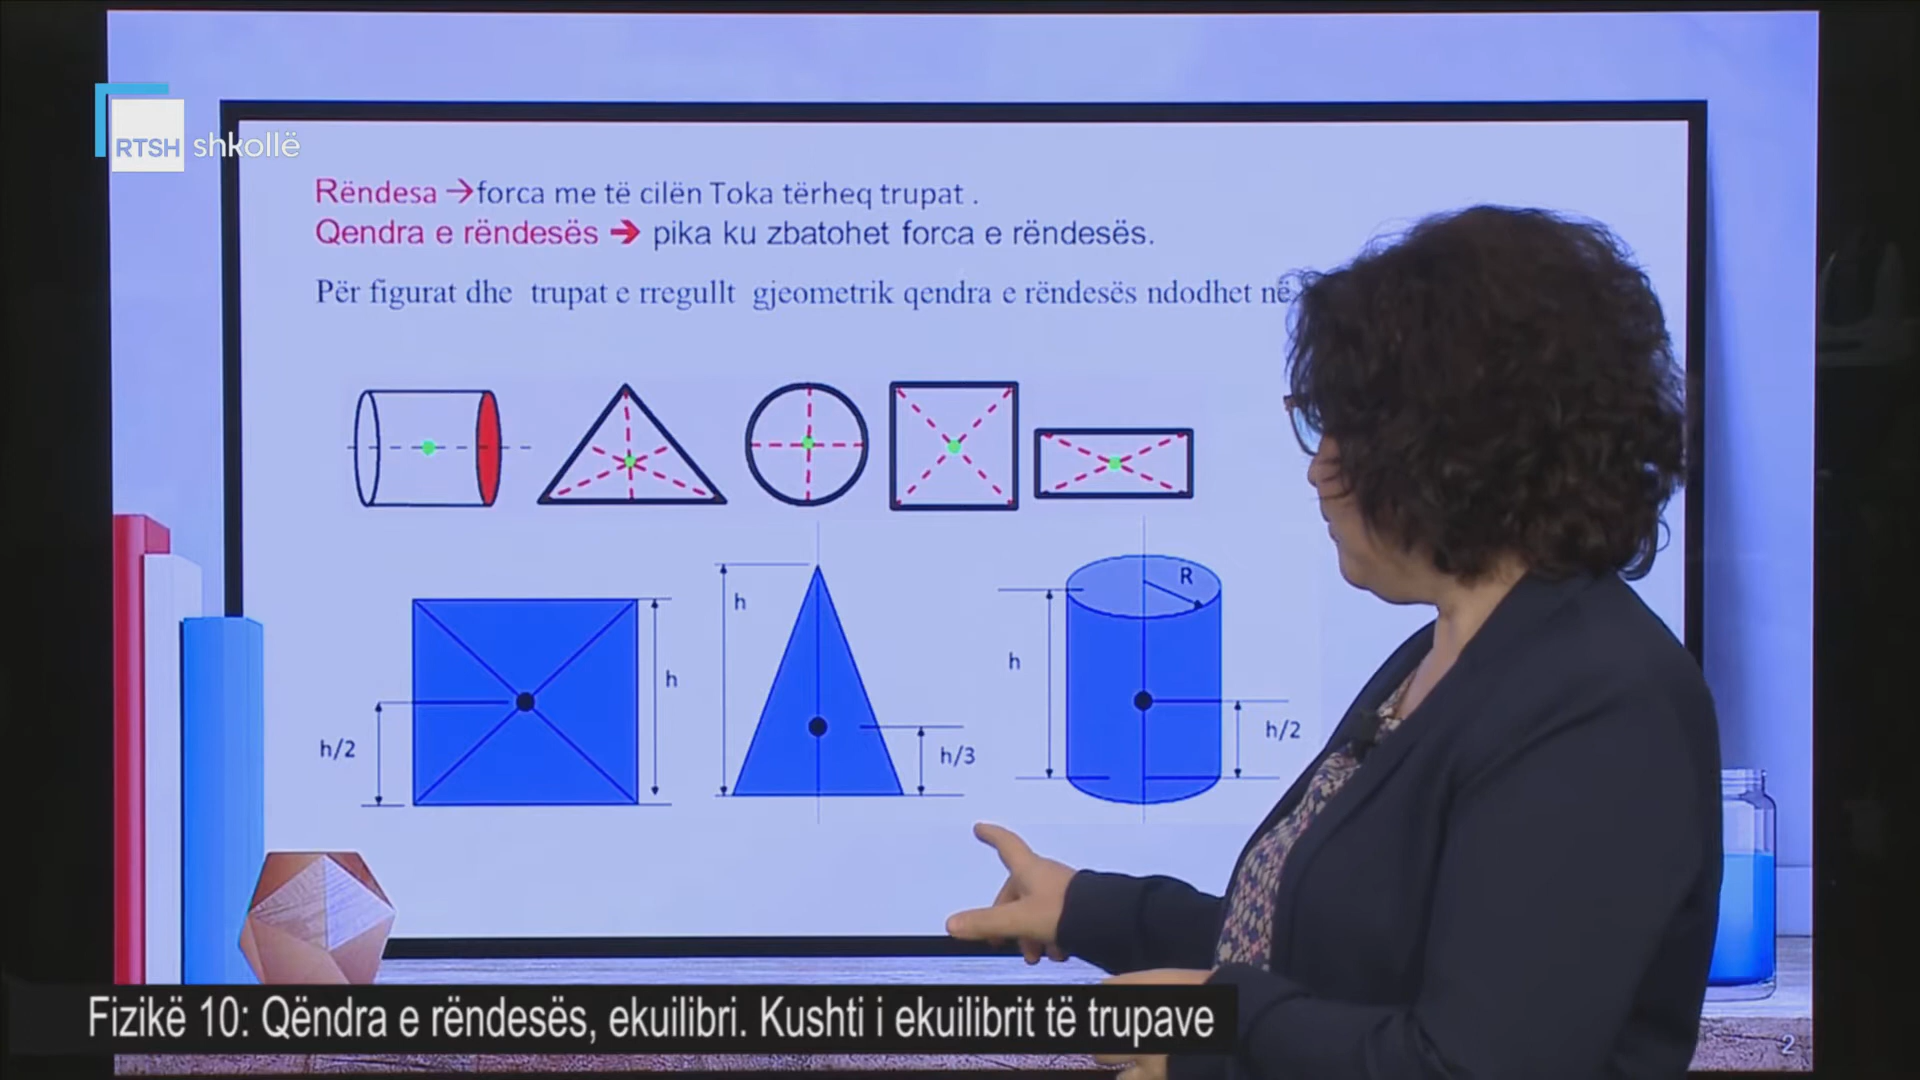 RTSH shkollë
Rëndesa →forca me të cilën Toka tërheq trupat .
Qendra e rëndesës ➔ pika ku zbatohet forca e rëndesës.
Për figurat dhe trupat e rregullt gjeometrik qendra e rëndesës ndodhet në
h
R
h
h
h/2
h/3
h/2
Fizikë 10: Qëndra e rëndesës, ekuilibri. Kushti i ekuilibrit të trupave
2